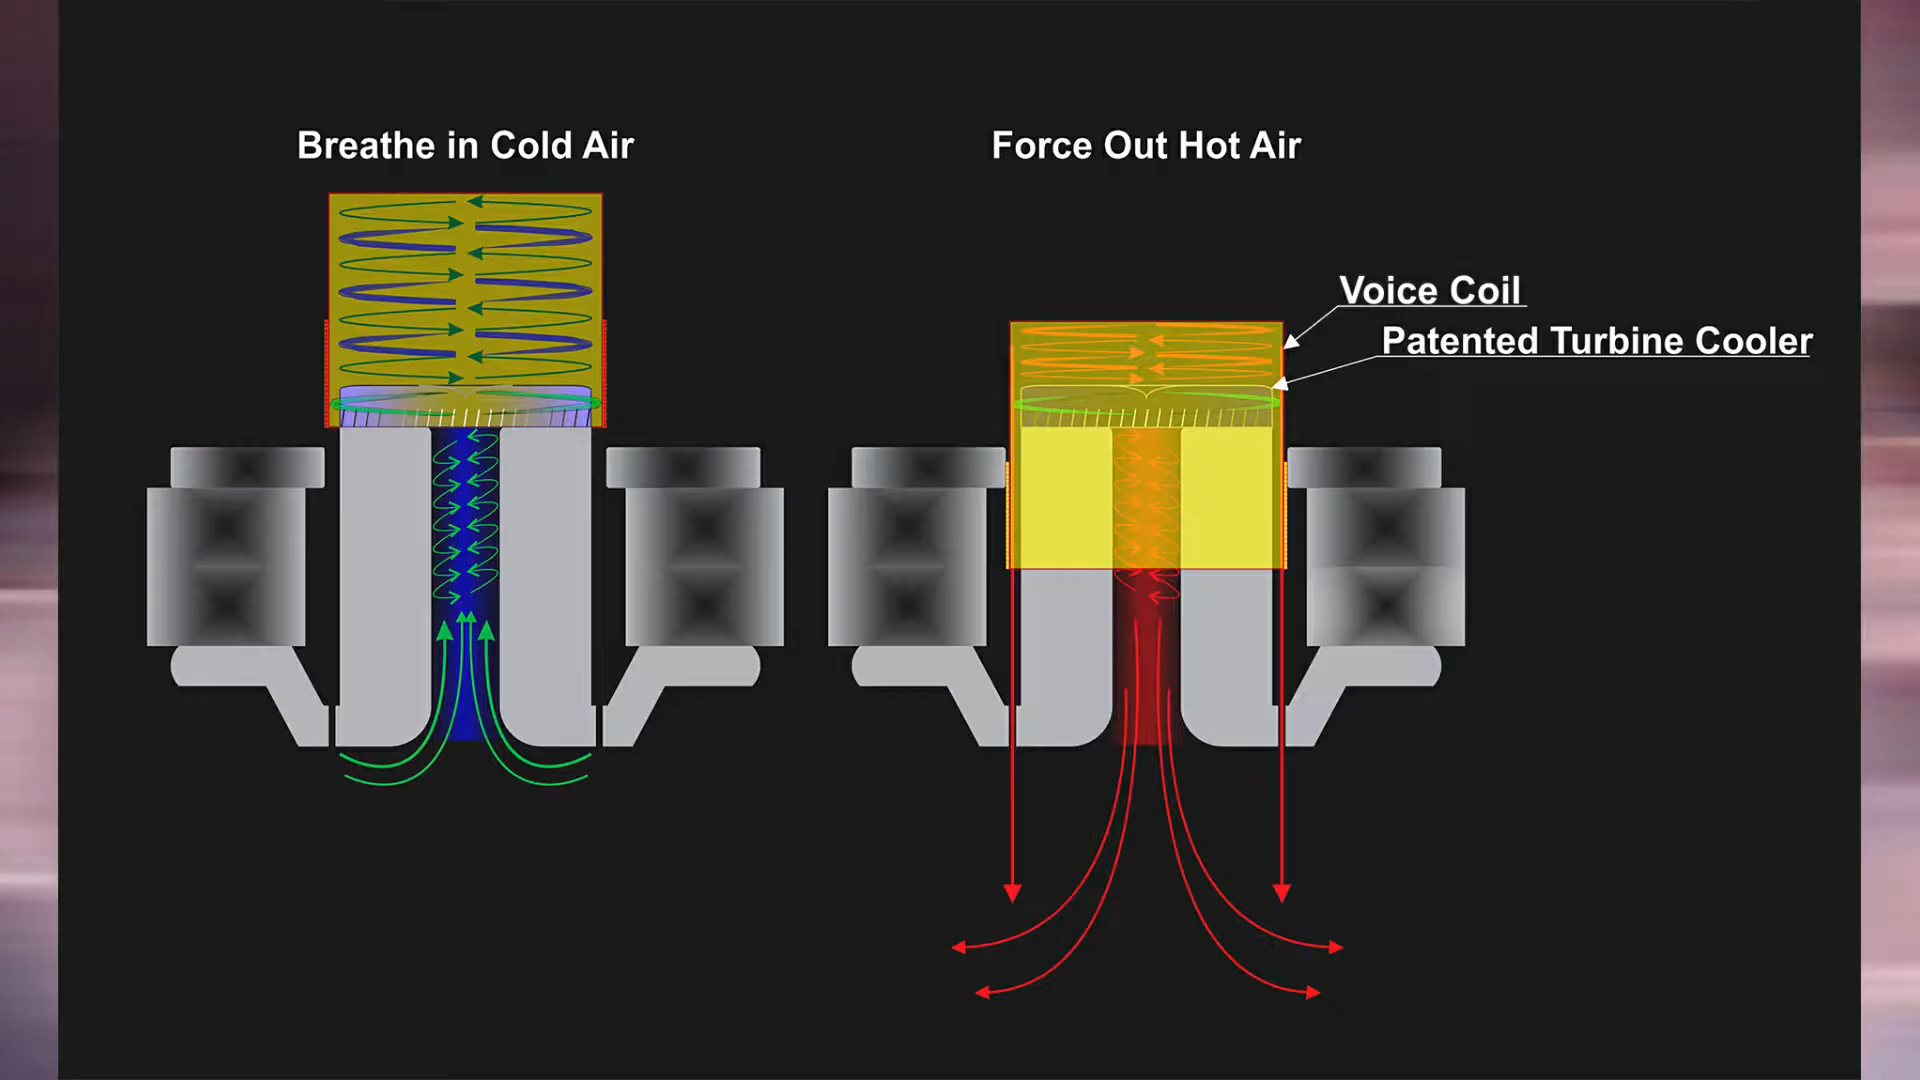 Breathe in Cold Air
Force Out Hot Air
Voice Coil
Patented Turbine Cooler